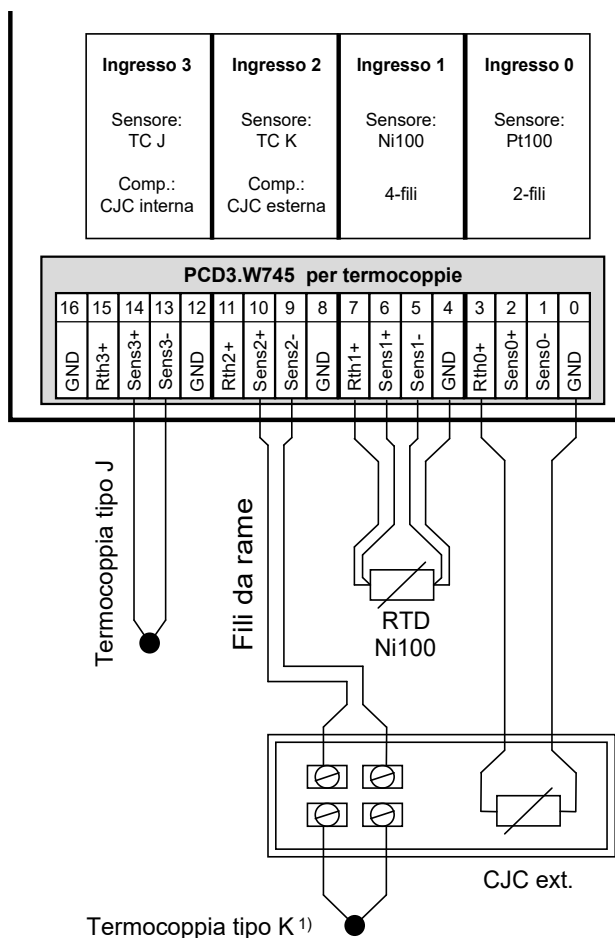 Ingresso 3
Ingresso 2
Ingresso 1
Ingresso 0
Sensore:
TC J
Sensore:
TC K
Sensore:
Ni100
Sensore:
Pt100
Comp.:
CJC interna
Comp.:
CJC esterna
4-fili
2-fili
PCD3.W745 per termocoppie
16 15 14 13 12 11 10 9 8 7 6 5 4 3 2 1 0
GND
Rth3+
Sens3+
Sens3-
GND
Rth2+
Sens2+
Sens2-
GND
Rth1+
Sens1+
Sens1-
GND
Rth0+
Sens0+
Sens0-
GND
Termocoppia tipo J
Fili da rame
RTD
Ni100
CJC ext.
Termocoppia tipo K 1)